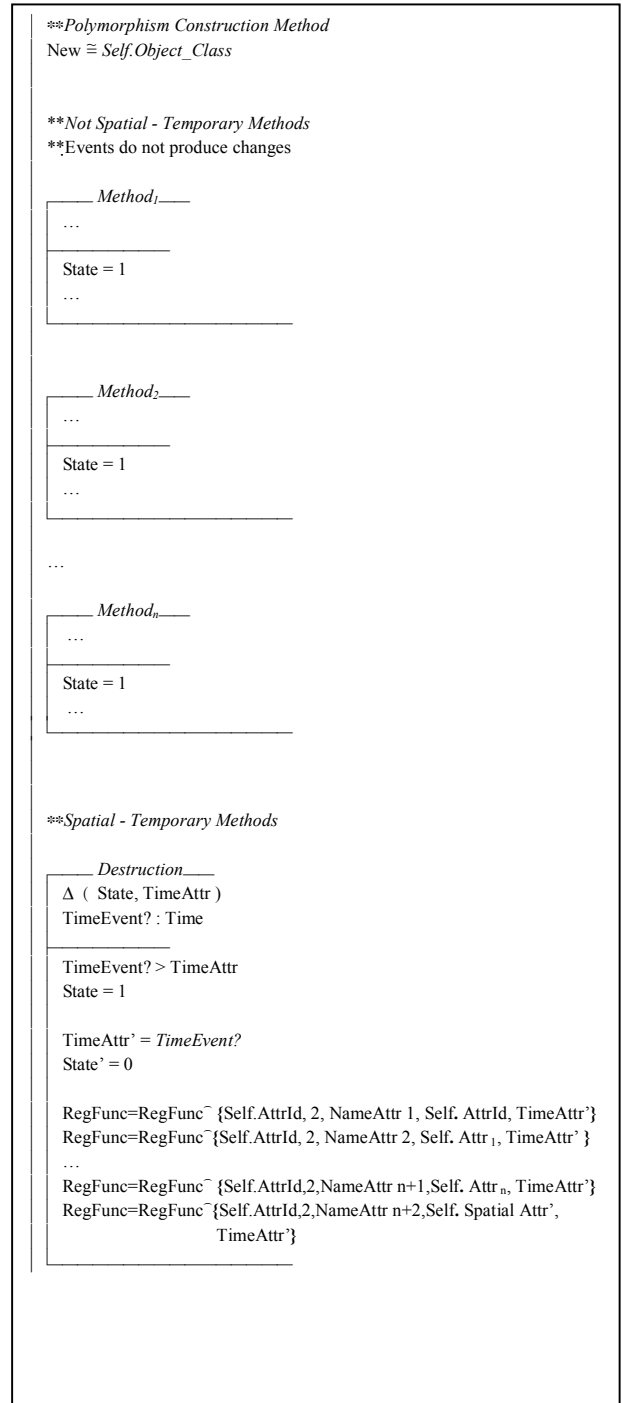 **Polymorphism Construction Method
New ≅ Self.Object_Class
**Not Spatial - Temporary Methods
**Events do not produce changes
Method1
…
State = 1
…
Method2
…
State = 1
…
…
Methodn
…
State = 1
…
**Spatial - Temporary Methods
Destruction
Δ ( State, TimeAttr )
TimeEvent? : Time
TimeEvent? > TimeAttr
State = 1
TimeAttr’ = TimeEvent?
State’ = 0
RegFunc=RegFunc⁀ {Self.AttrId, 2, NameAttr 1, Self. AttrId, TimeAttr’}
RegFunc=RegFunc⁀{Self.AttrId, 2, NameAttr 2, Self. Attr 1, TimeAttr’ }
…
RegFunc=RegFunc⁀ {Self.AttrId,2,NameAttr n+1,Self. Attr n, TimeAttr’}
RegFunc=RegFunc⁀{Self.AttrId,2,NameAttr n+2,Self. Spatial Attr’,
TimeAttr’}